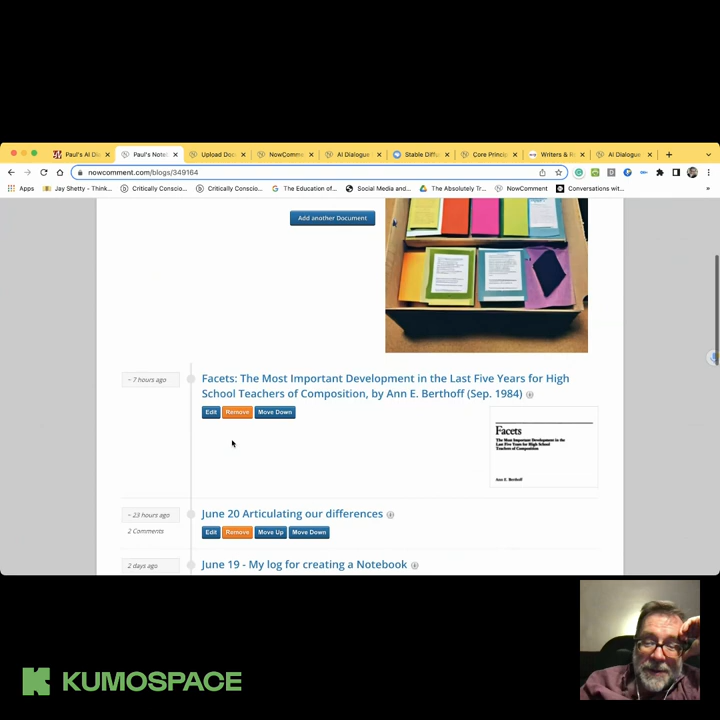 Paul's AI Di
Paul's Note
Upload Doc
NowComme
AI Dialogue
Stable Diffu
Core Princip
Writers & R
AI Dialogue
nowcomment.com/blogs/349164
Apps
Jay Shetty - Think...
Critically Conscio...
Critically Conscio...
The Education of...
Social Media and...
The Absolutely Tr...
NowComment
Conversations wit...
Add another Document
~ 7 hours ago
Facets: The Most Important Development in the Last Five Years for High
School Teachers of Composition, by Ann E. Berthoff (Sep. 1984)
Edit
Remove
Move Down
Facets
The Most Important Development in the
Last Five Years for High School
Teachers of Composition
Ann E. Berthoff
~ 23 hours ago
June 20 Articulating our differences
2 Comments
Edit
Remove
Move Up
Move Down
2 days ago
June 19 - My log for creating a Notebook
KUMOSPACE